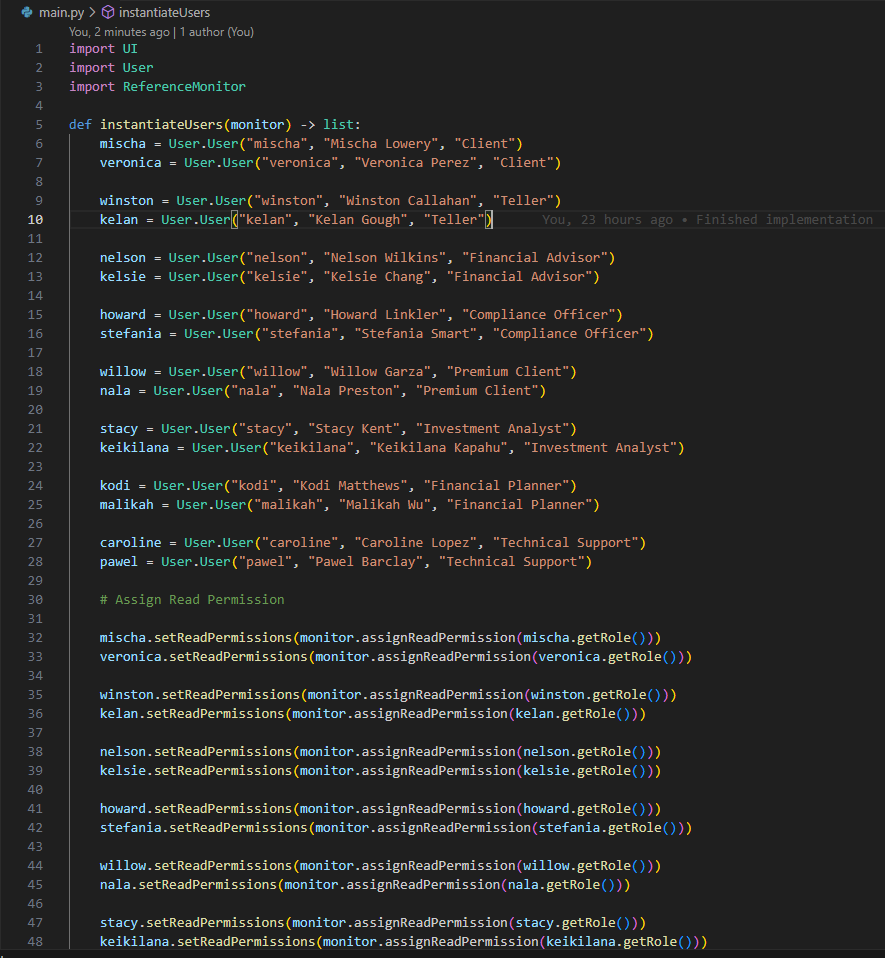 main.py > instantiateUsers
You, 2 minutes ago | 1 author (You)
1 import UI
2 import User
3 import ReferenceMonitor
4
5 def instantiateUsers(monitor) -> list:
6 mischa = User.User("mischa", "Mischa Lowery", "Client")
7 veronica = User.User("veronica", "Veronica Perez", "Client")
8
9 winston = User.User("winston", "Winston Callahan", "Teller")
10 kelan = User.User("kelan", "Kelan Gough", "Teller") You, 23 hours ago • Finished implementation
11
12 nelson = User.User("nelson", "Nelson Wilkins", "Financial Advisor")
13 kelsie = User.User("kelsie", "Kelsie Chang", "Financial Advisor")
14
15 howard = User.User("howard", "Howard Linkler", "Compliance Officer")
16 stefania = User.User("stefania", "Stefania Smart", "Compliance Officer")
17
18 willow = User.User("willow", "Willow Garza", "Premium Client")
19 nala = User.User("nala", "Nala Preston", "Premium Client")
20
21 stacy = User.User("stacy", "Stacy Kent", "Investment Analyst")
22 keikilana = User.User("keikilana", "Keikilana Kapahu", "Investment Analyst")
23
24 kodi = User.User("kodi", "Kodi Matthews", "Financial Planner")
25 malikah = User.User("malikah", "Malikah Wu", "Financial Planner")
26
27 caroline = User.User("caroline", "Caroline Lopez", "Technical Support")
28 pawel = User.User("pawel", "Pawel Barclay", "Technical Support")
29
30 # Assign Read Permission
31
32 mischa.setReadPermissions(monitor.assignReadPermission(mischa.getRole()))
33 veronica.setReadPermissions(monitor.assignReadPermission(veronica.getRole()))
34
35 winston.setReadPermissions(monitor.assignReadPermission(winston.getRole()))
36 kelan.setReadPermissions(monitor.assignReadPermission(kelan.getRole()))
37
38 nelson.setReadPermissions(monitor.assignReadPermission(nelson.getRole()))
39 kelsie.setReadPermissions(monitor.assignReadPermission(kelsie.getRole()))
40
41 howard.setReadPermissions(monitor.assignReadPermission(howard.getRole()))
42 stefania.setReadPermissions(monitor.assignReadPermission(stefania.getRole()))
43
44 willow.setReadPermissions(monitor.assignReadPermission(willow.getRole()))
45 nala.setReadPermissions(monitor.assignReadPermission(nala.getRole()))
46
47 stacy.setReadPermissions(monitor.assignReadPermission(stacy.getRole()))
48 keikilana.setReadPermissions(monitor.assignReadPermission(keikilana.getRole()))